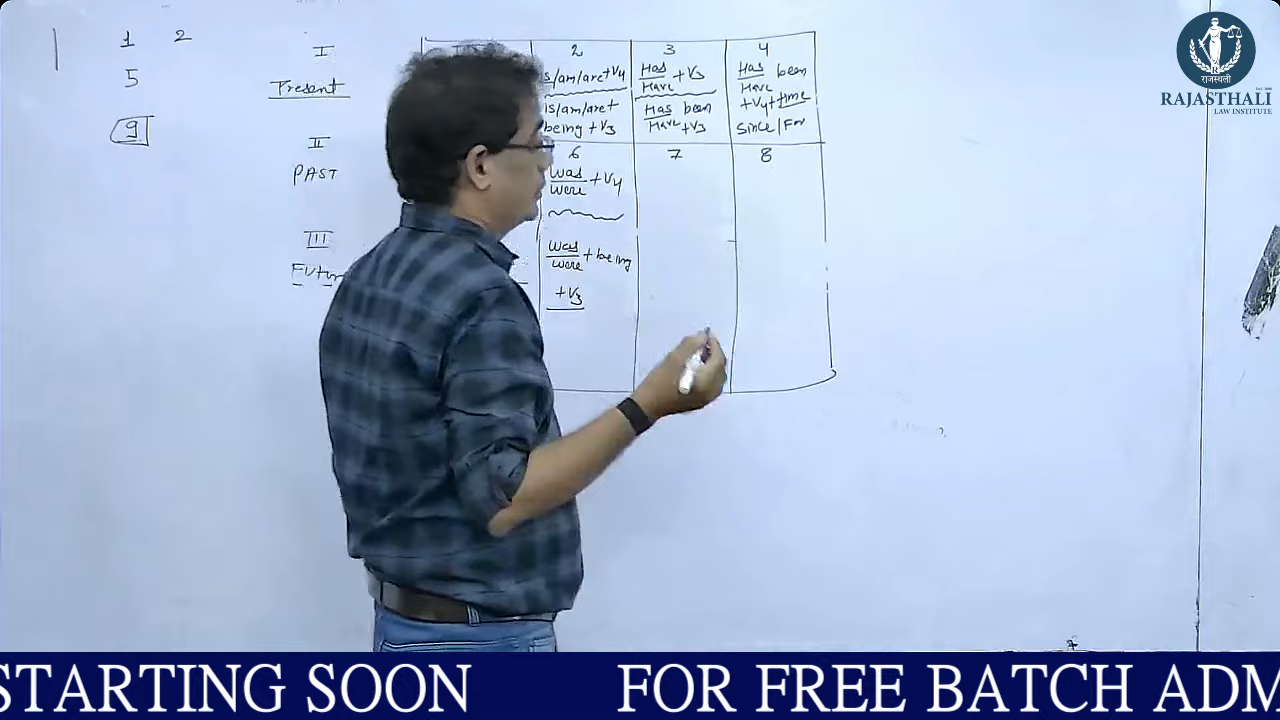 1 2
5
9
I
Present
II
PAST
III
Futur
2
is/am/are+V4
is/am/are+
being +V3
3
Has
Have +V3
Has been
Have +V3
4
Has been
Have
+V4+time
Since/For
6
was
were +V4
was
were +being
+V3
7
8
राजस्थली
RAJASTHALI
LAW INSTITUTE
STARTING SOON FOR FREE BATCH ADM